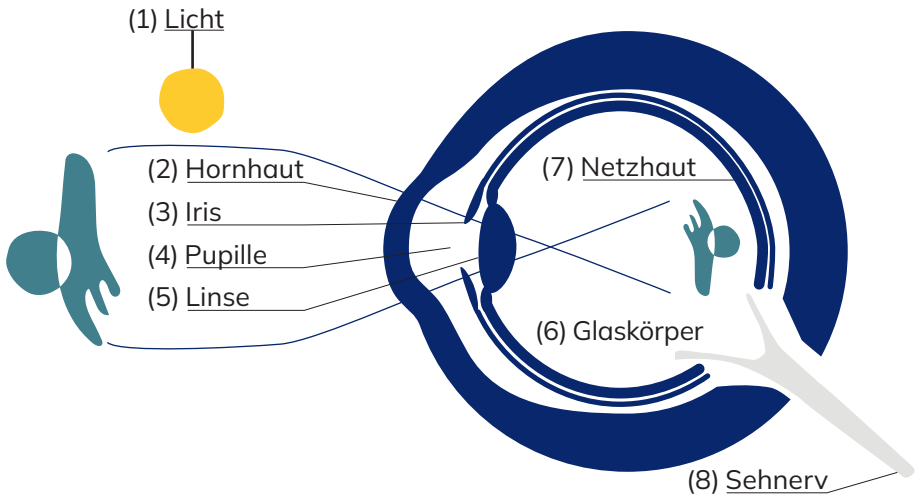 (1) Licht
(2) Hornhaut
(3) Iris
(4) Pupille
(5) Linse
(7) Netzhaut
(6) Glaskörper
(8) Sehnerv